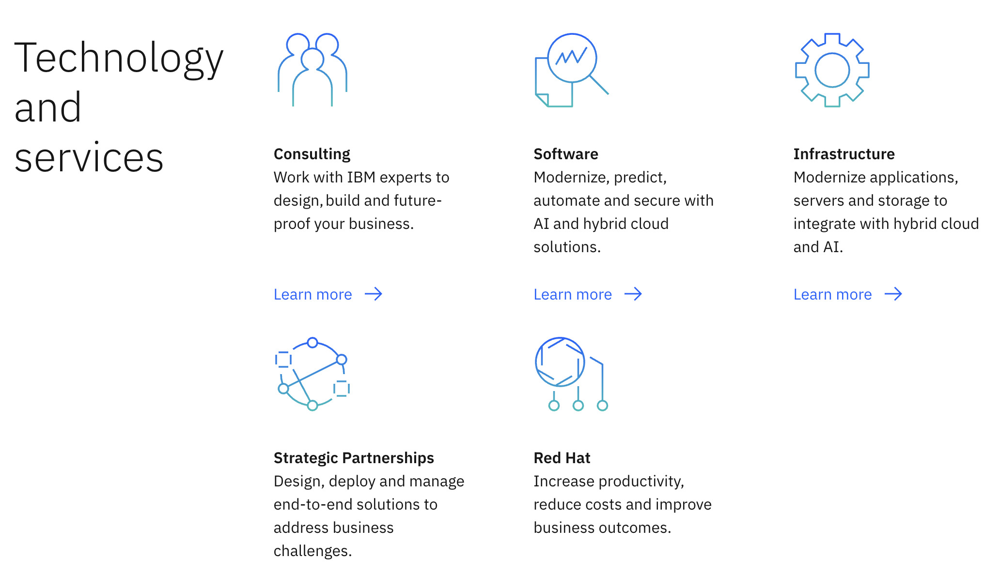 Technology
and
services
Consulting
Work with IBM experts to
design, build and future-
proof your business.
Learn more
Software
Modernize, predict,
automate and secure with
AI and hybrid cloud
solutions.
Learn more
Infrastructure
Modernize applications,
servers and storage to
integrate with hybrid cloud
and AI.
Learn more
Strategic Partnerships
Design, deploy and manage
end-to-end solutions to
address business
challenges.
Red Hat
Increase productivity,
reduce costs and improve
business outcomes.